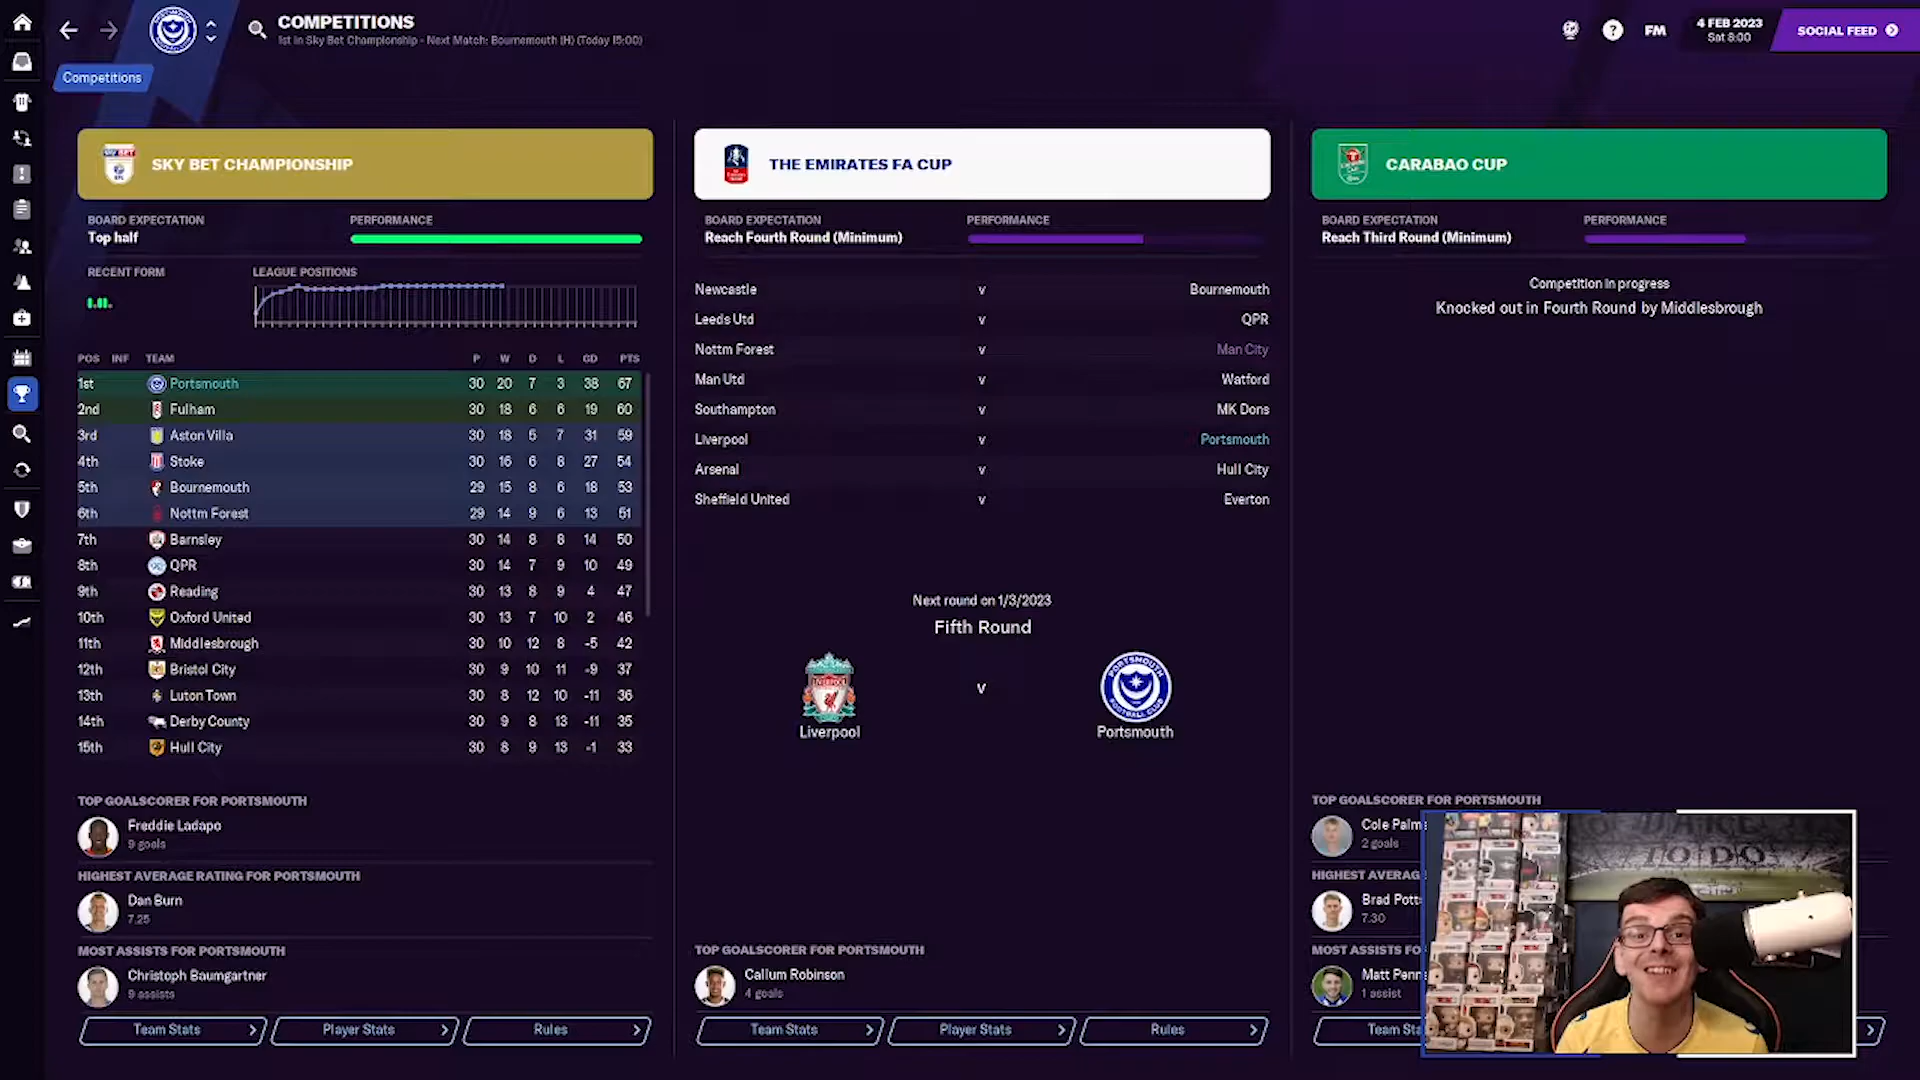 COMPETITIONS
1st in Sky Bet Championship - Next Match: Bournemouth (H) (Today 15:00)
FM
4 FEB 2023
Sat 8:00
SOCIAL FEED
Competitions
SKY BET CHAMPIONSHIP
BOARD EXPECTATION PERFORMANCE
Top half
RECENT FORM LEAGUE POSITIONS
POS INF TEAM P W D L GD PTS
1st Portsmouth 30 20 7 3 38 67
2nd Fulham 30 18 6 6 19 60
3rd Aston Villa 30 18 5 7 31 59
4th Stoke 30 16 6 8 27 54
5th Bournemouth 29 15 8 6 18 53
6th Nottm Forest 29 14 9 6 13 51
7th Barnsley 30 14 8 8 14 50
8th QPR 30 14 7 9 10 49
9th Reading 30 13 8 9 4 47
10th Oxford United 30 13 7 10 2 46
11th Middlesbrough 30 10 12 8 -5 42
12th Bristol City 30 9 10 11 -9 37
13th Luton Town 30 8 12 10 -11 36
14th Derby County 30 9 8 13 -11 35
15th Hull City 30 8 9 13 -1 33
TOP GOALSCORER FOR PORTSMOUTH
Freddie Ladapo
9 goals
HIGHEST AVERAGE RATING FOR PORTSMOUTH
Dan Burn
7.25
MOST ASSISTS FOR PORTSMOUTH
Christoph Baumgartner
9 assists
Team Stats Player Stats Rules
THE EMIRATES FA CUP
BOARD EXPECTATION PERFORMANCE
Reach Fourth Round (Minimum)
Newcastle v Bournemouth
Leeds Utd v QPR
Nottm Forest v Man City
Man Utd v Watford
Southampton v MK Dons
Liverpool v Portsmouth
Arsenal v Hull City
Sheffield United v Everton
Next round on 1/3/2023
Fifth Round
v
Liverpool Portsmouth
TOP GOALSCORER FOR PORTSMOUTH
Callum Robinson
4 goals
Team Stats Player Stats Rules
CARABAO CUP
BOARD EXPECTATION PERFORMANCE
Reach Third Round (Minimum)
Competition in progress
Knocked out in Fourth Round by Middlesbrough
TOP GOALSCORER FOR PORTSMOUTH
Cole Palm
2 goals
HIGHEST AVERAGE
Brad Potts
7.30
MOST ASSISTS FO
Matt Penn
1 assist
Team Sta
TO DO